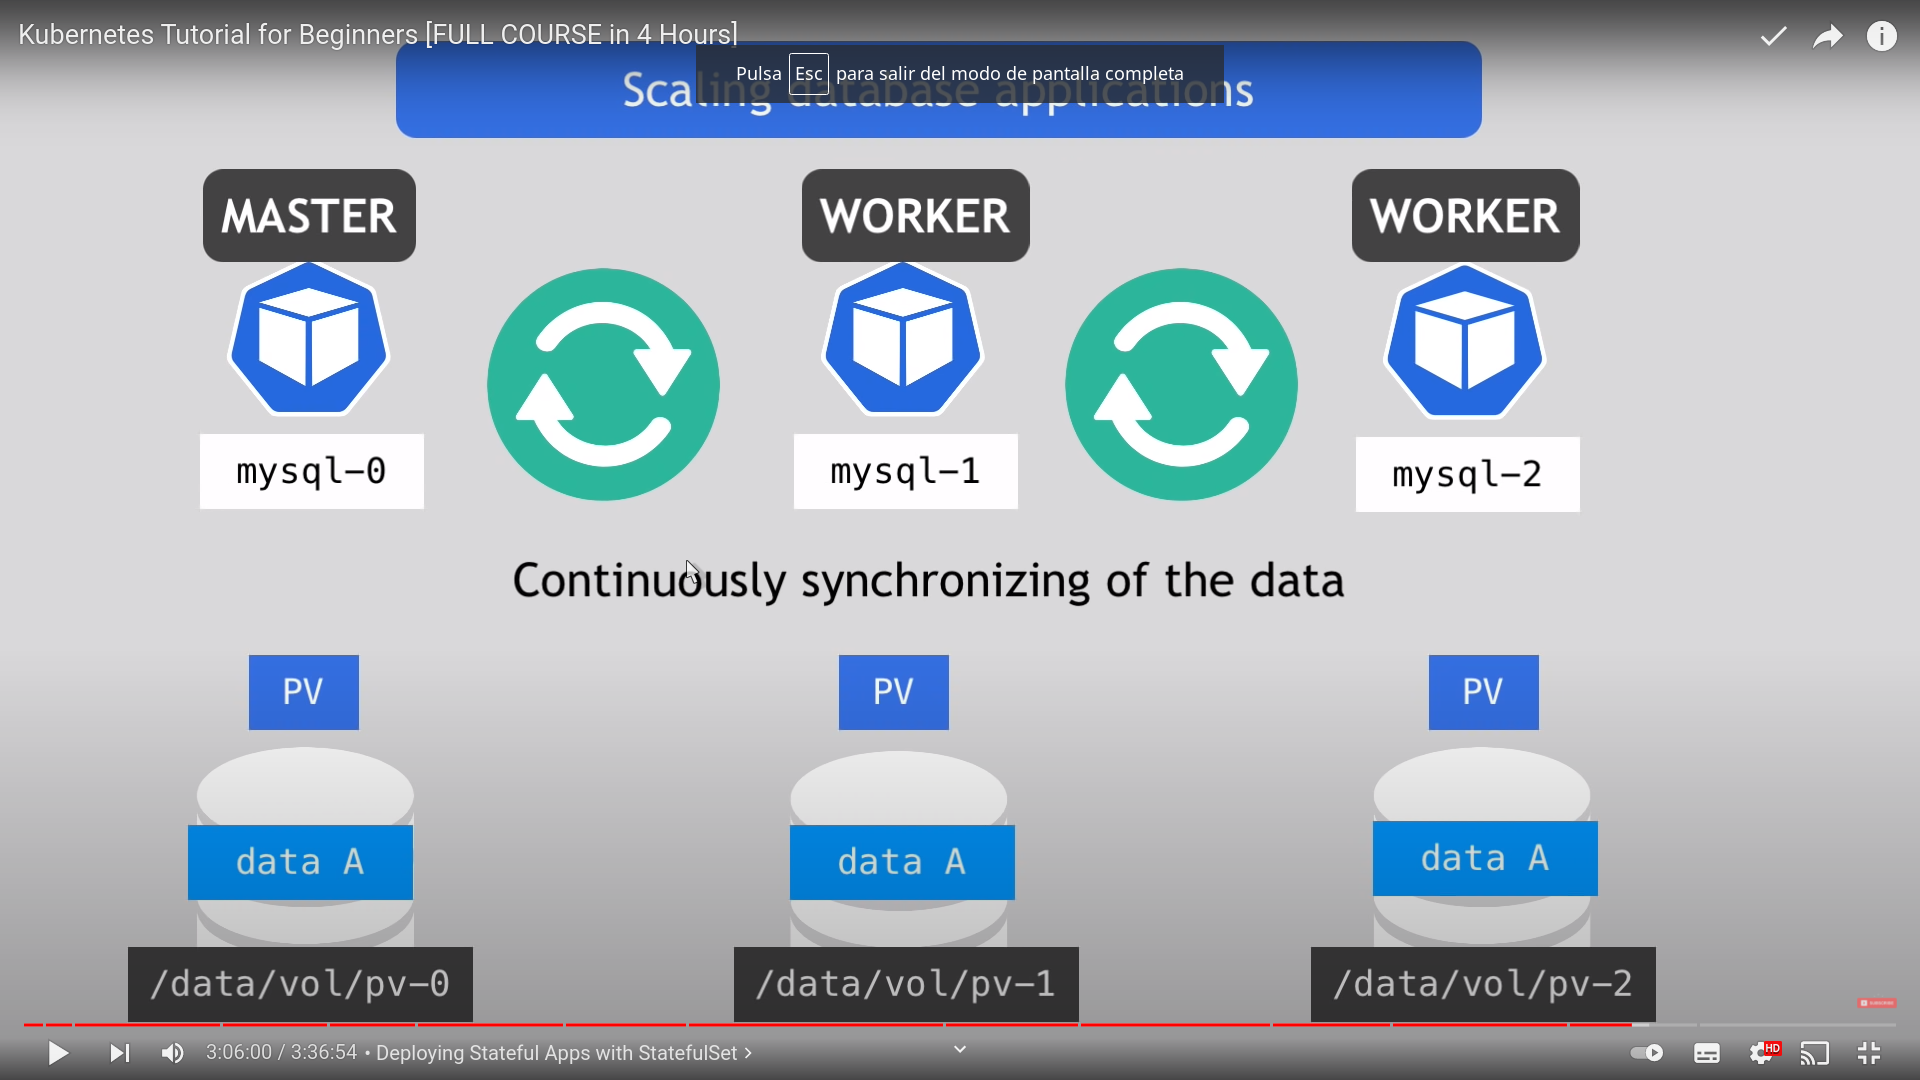 Kubernetes Tutorial for Beginners [FULL COURSE in 4 Hours]
Pulsa Esc para salir del modo de pantalla completa
Scaling database applications
MASTER
WORKER
WORKER
mysql-0
mysql-1
mysql-2
Continuously synchronizing of the data
PV
PV
PV
data A
data A
data A
/data/vol/pv-0
/data/vol/pv-1
/data/vol/pv-2
SUBSCRIBE
3:06:00 / 3:36:54 • Deploying Stateful Apps with StatefulSet
HD